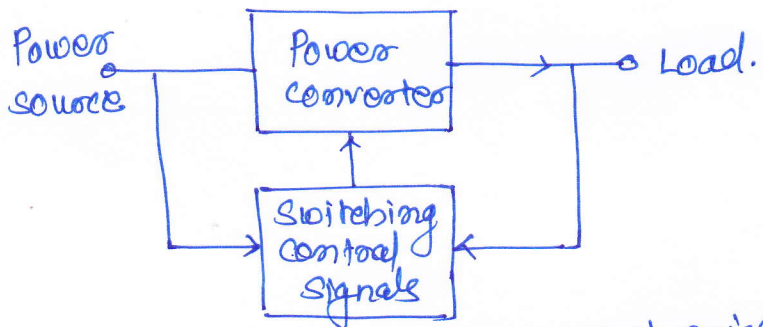 Power
source
Power
converter
Load.
Switching
control
signals